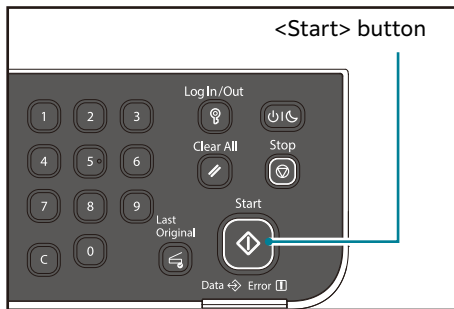 <Start> button
Log In/Out
1 2 3
Clear All Stop
4 5 6
7 8 9
Start
Last
Original
C 0
Data Error